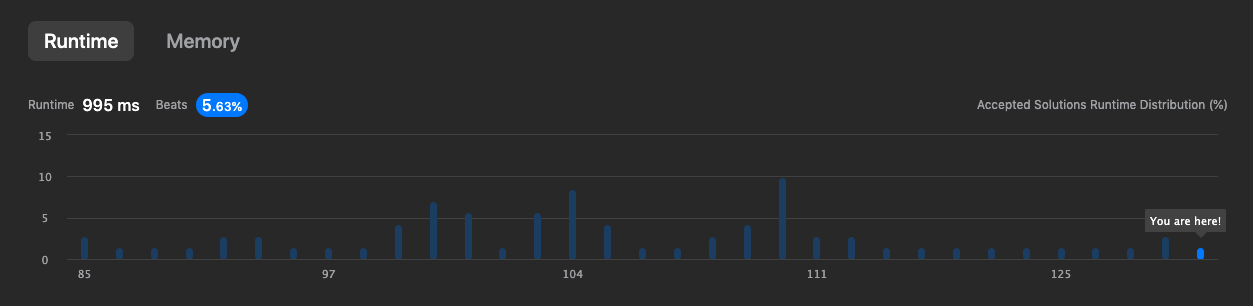 Runtime Memory
Runtime 995 ms Beats 5.63% Accepted Solutions Runtime Distribution (%)
15
10
5
You are here!
0
85 97 104 111 125